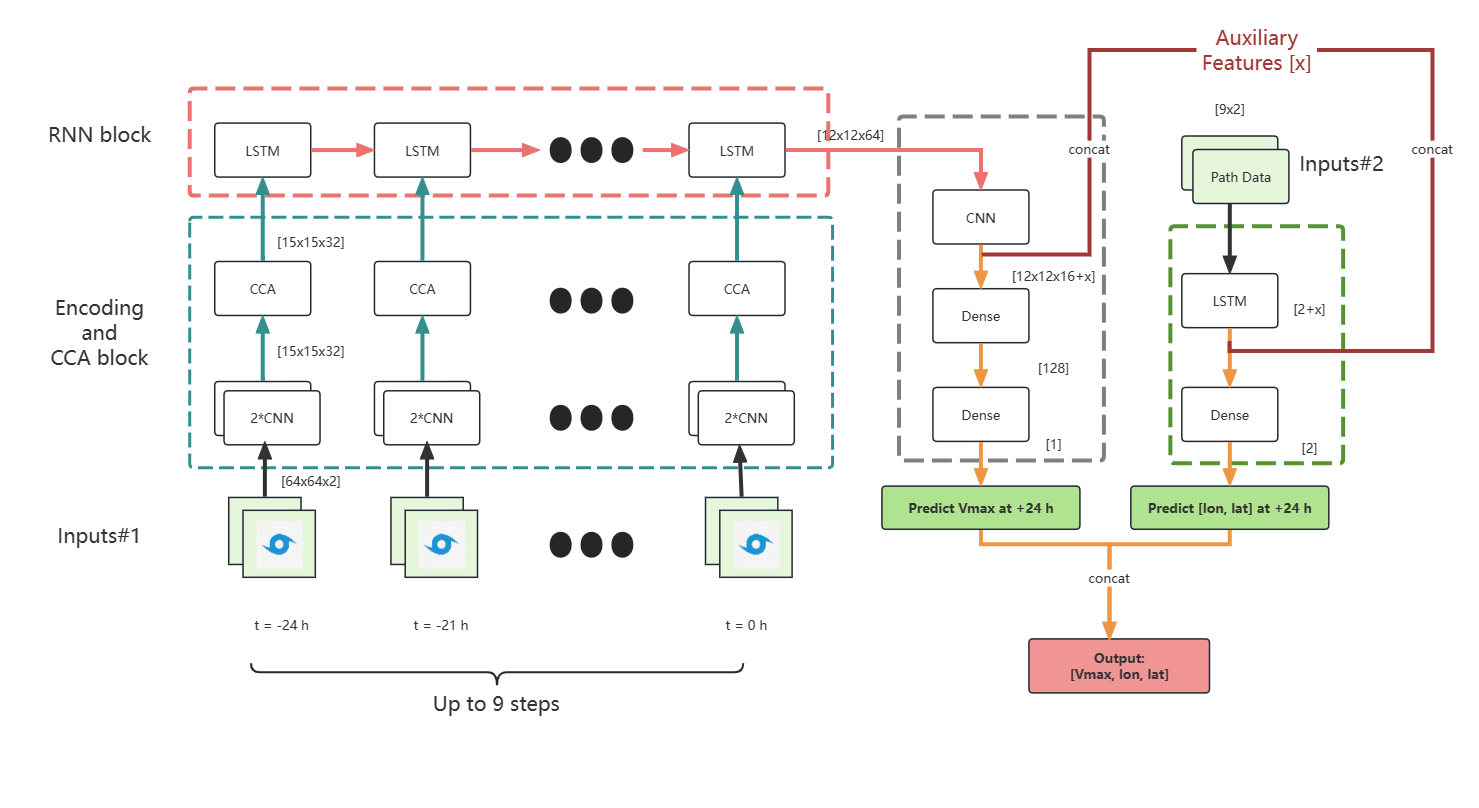 Auxiliary
Features [x]
[9x2]
RNN block
LSTM
LSTM
LSTM
[12x12x64]
concat
concat
Inputs#2
Path Data
CNN
[15x15x32]
CCA
CCA
CCA
[12x12x16+x]
LSTM
[2+x]
Encoding
and
CCA block
Dense
[15x15x32]
[128]
2*CNN
2*CNN
2*CNN
Dense
Dense
[1]
[2]
[64x64x2]
Inputs#1
Predict Vmax at +24 h
Predict [lon, lat] at +24 h
concat
t = -24 h
t = -21 h
t = 0 h
Output:
[Vmax, lon, lat]
Up to 9 steps